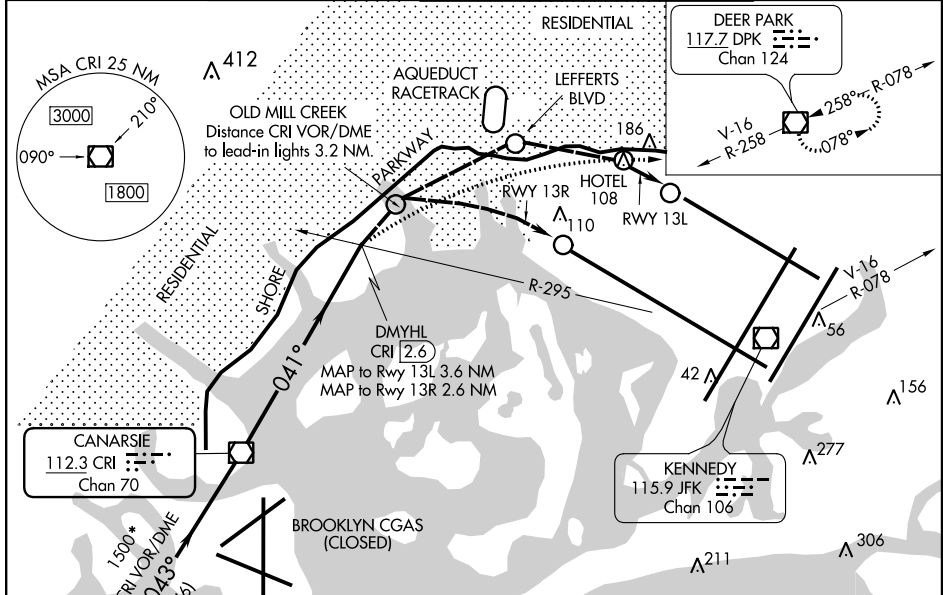 MSA CRI 25 NM
3000
210°
090°
1800
412
RESIDENTIAL
AQUEDUCT
RACETRACK
LEFFERTS
BLVD
OLD MILL CREEK
Distance CRI VOR/DME
to lead-in lights 3.2 NM.
PARKWAY
186
DEER PARK
117.7 DPK
Chan 124
R-078
258°
078°
V-16
R-258
HOTEL
108
RWY 13R
RWY 13L
110
RESIDENTIAL
SHORE
R-295
V-16
R-078
DMYHL
CRI 2.6
MAP to Rwy 13L 3.6 NM
MAP to Rwy 13R 2.6 NM
041°
56
42
156
CANARSIE
112.3 CRI
Chan 70
277
KENNEDY
115.9 JFK
Chan 106
BROOKLYN CGAS
(CLOSED)
1500*
CRI VOR/DME
043°
6)
211
306